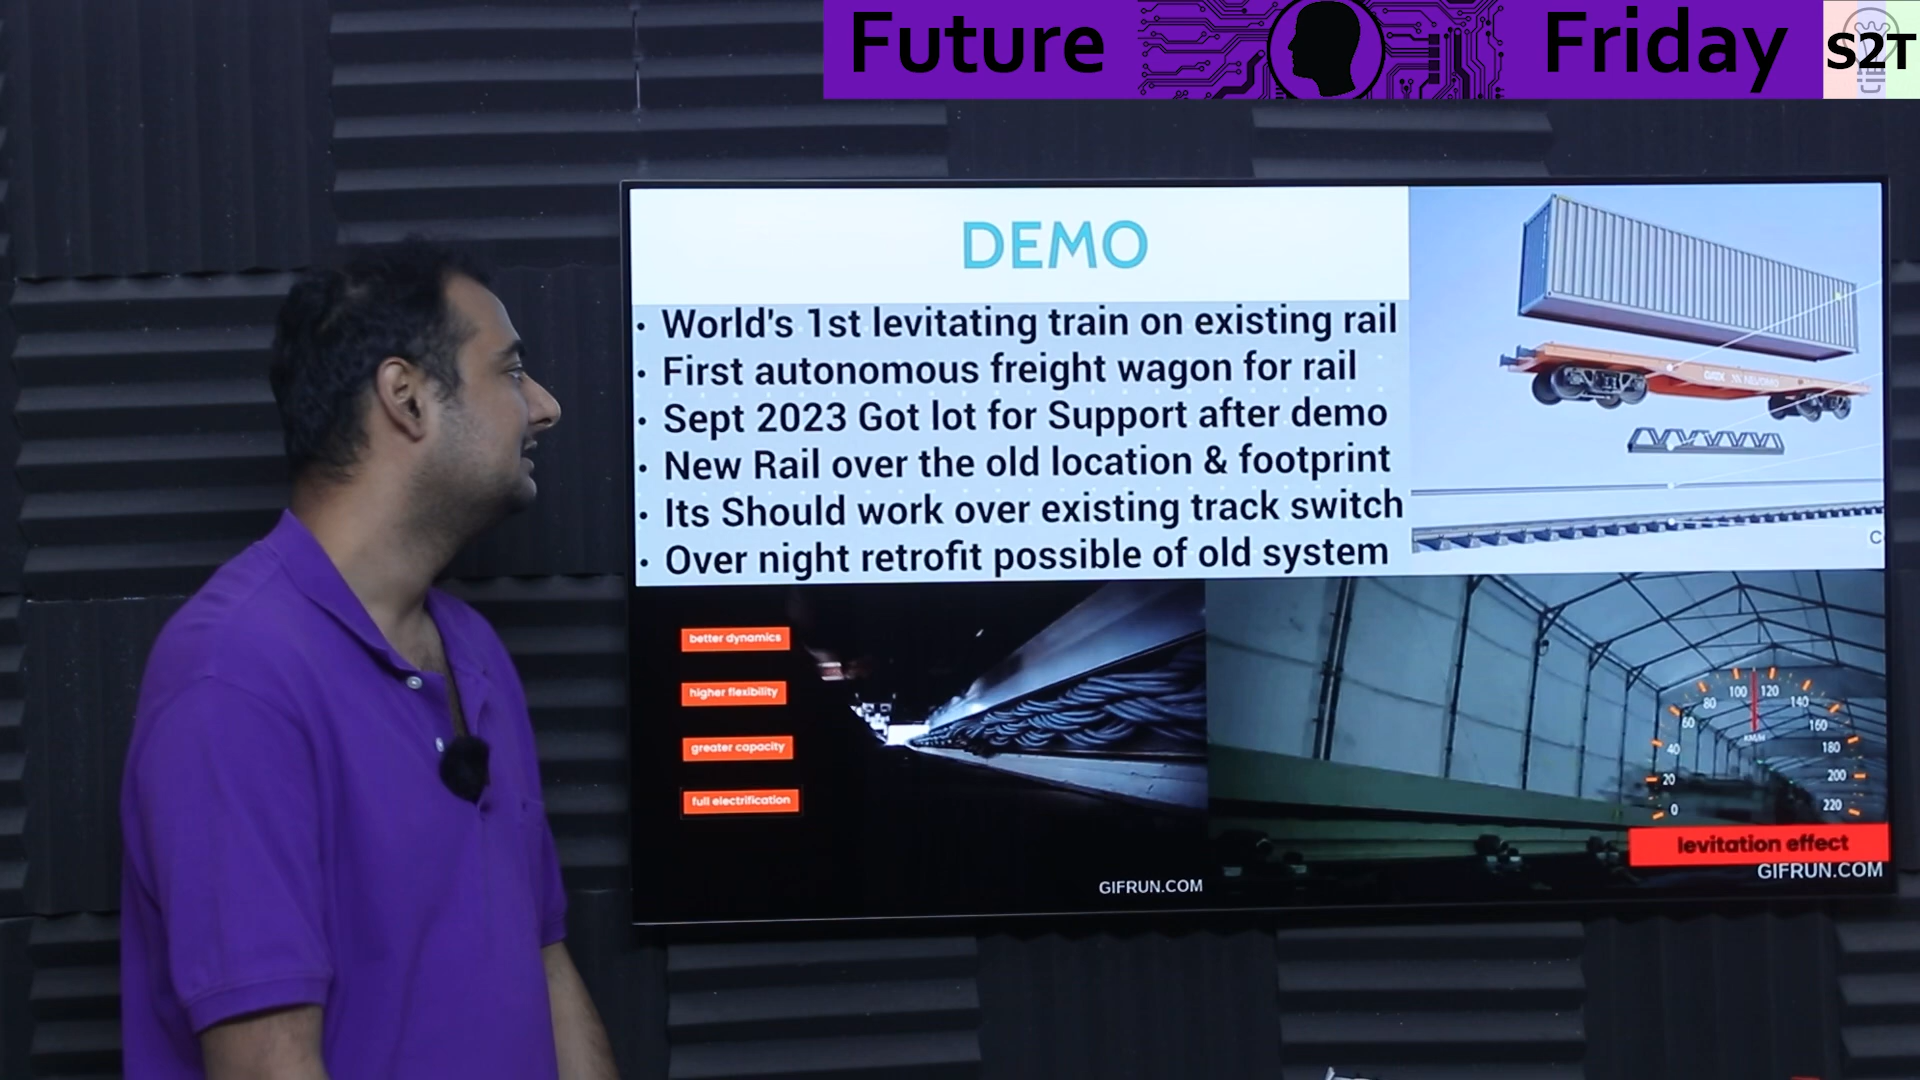 Future Friday S2T
DEMO
• World's 1st levitating train on existing rail
• First autonomous freight wagon for rail
• Sept 2023 Got lot for Support after demo
• New Rail over the old location & footprint
• Its Should work over existing track switch
• Over night retrofit possible of old system
better dynamics
higher flexibility
greater capacity
full electrification
GIFRUN.COM
0
20
40
60
80
100
120
140
160
180
200
220
KM/H
levitation effect
GIFRUN.COM